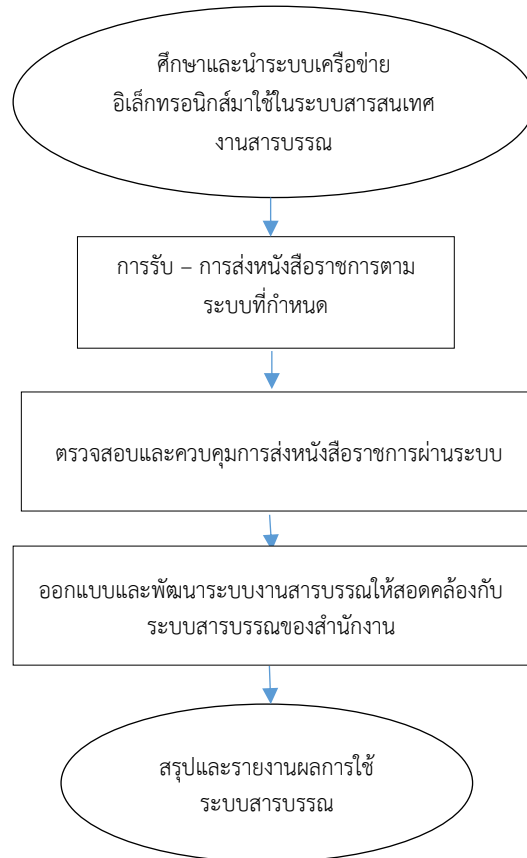 ศึกษาและนำระบบเครือข่าย
อิเล็กทรอนิกส์มาใช้ในระบบสารสนเทศ
งานสารบรรณ
การรับ – การส่งหนังสือราชการตาม
ระบบที่กำหนด
ตรวจสอบและควบคุมการส่งหนังสือราชการผ่านระบบ
ออกแบบและพัฒนาระบบงานสารบรรณให้สอดคล้องกับ
ระบบสารบรรณของสำนักงาน
สรุปและรายงานผลการใช้
ระบบสารบรรณ